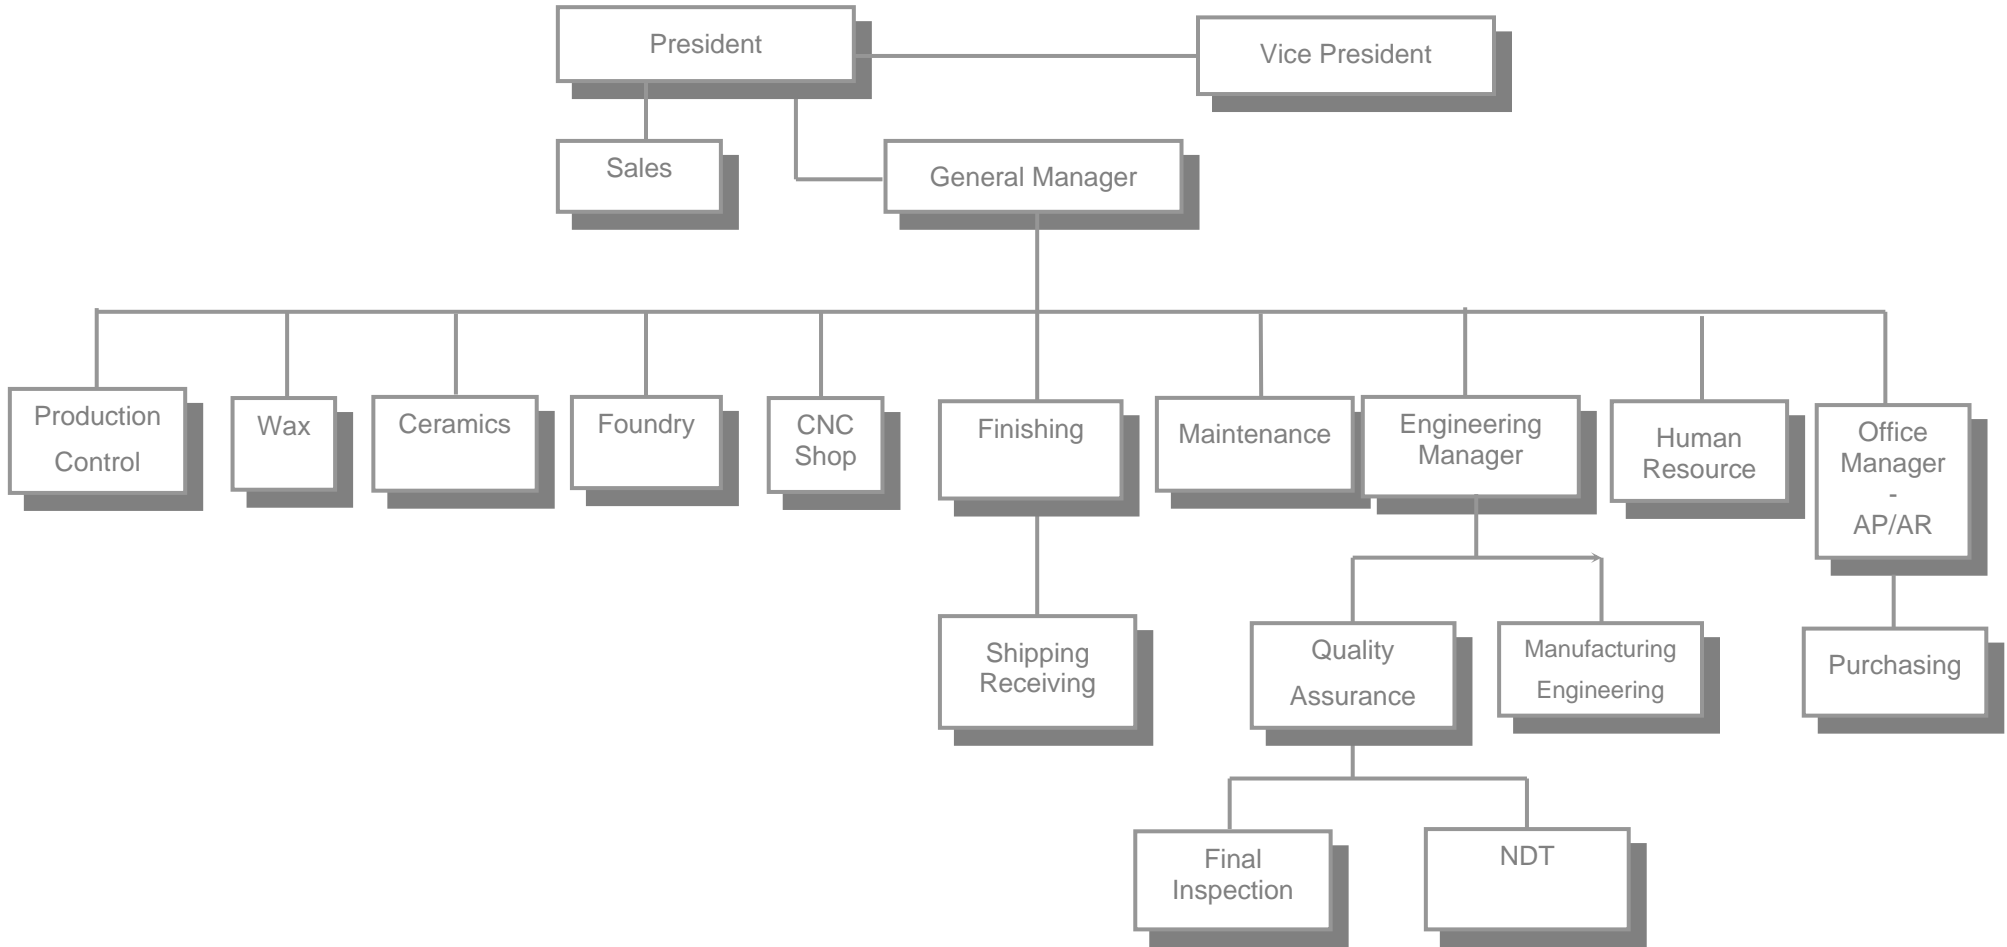 President
Vice President
Sales
General Manager
Production
Control
Wax
Ceramics
Foundry
CNC
Shop
Finishing
Maintenance
Engineering
Manager
Human
Resource
Office
Manager
-
AP/AR
Shipping
Receiving
Quality
Assurance
Manufacturing
Engineering
Purchasing
Final
Inspection
NDT